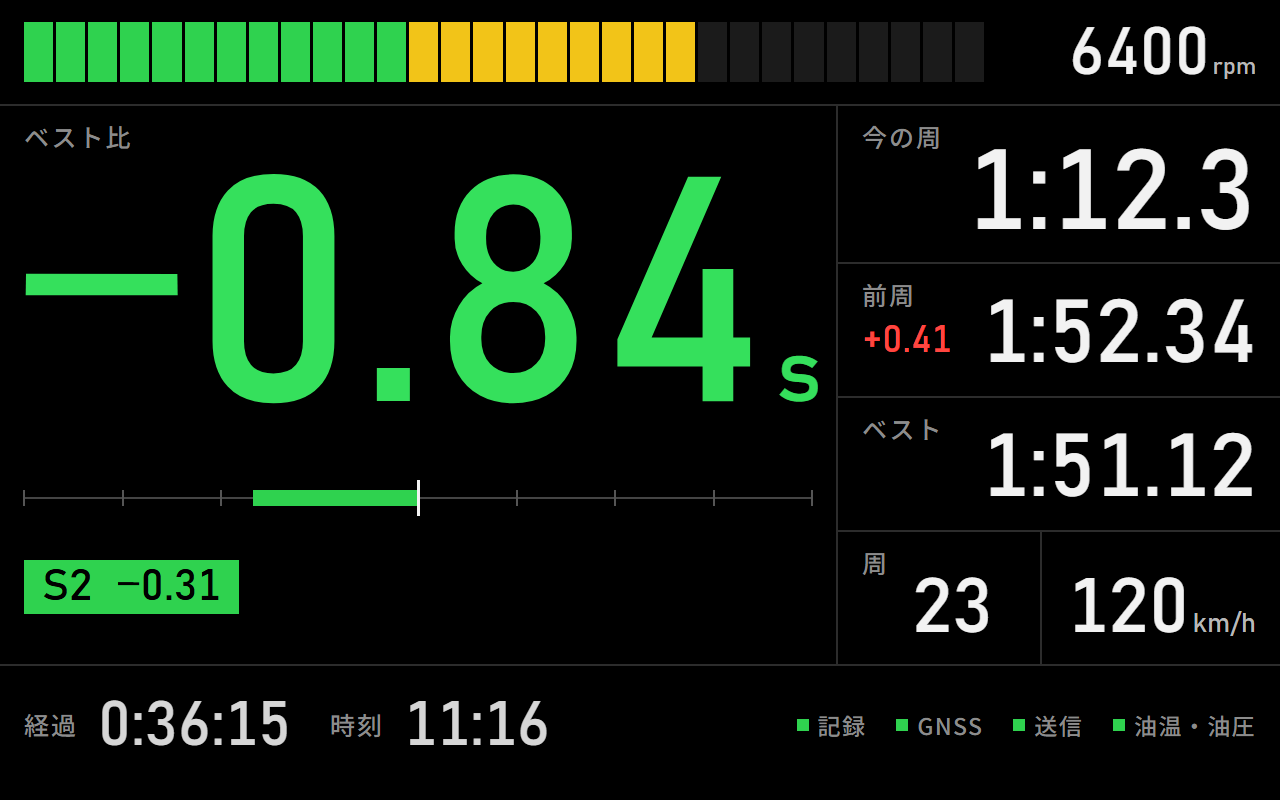 6400 rpm
ベスト比
−0.84 s
S2 −0.31
今の周
1:12.3
前周
+0.41
1:52.34
ベスト
1:51.12
周
23
120 km/h
経過 0:36:15 時刻 11:16
記録 GNSS 送信 油温・油圧